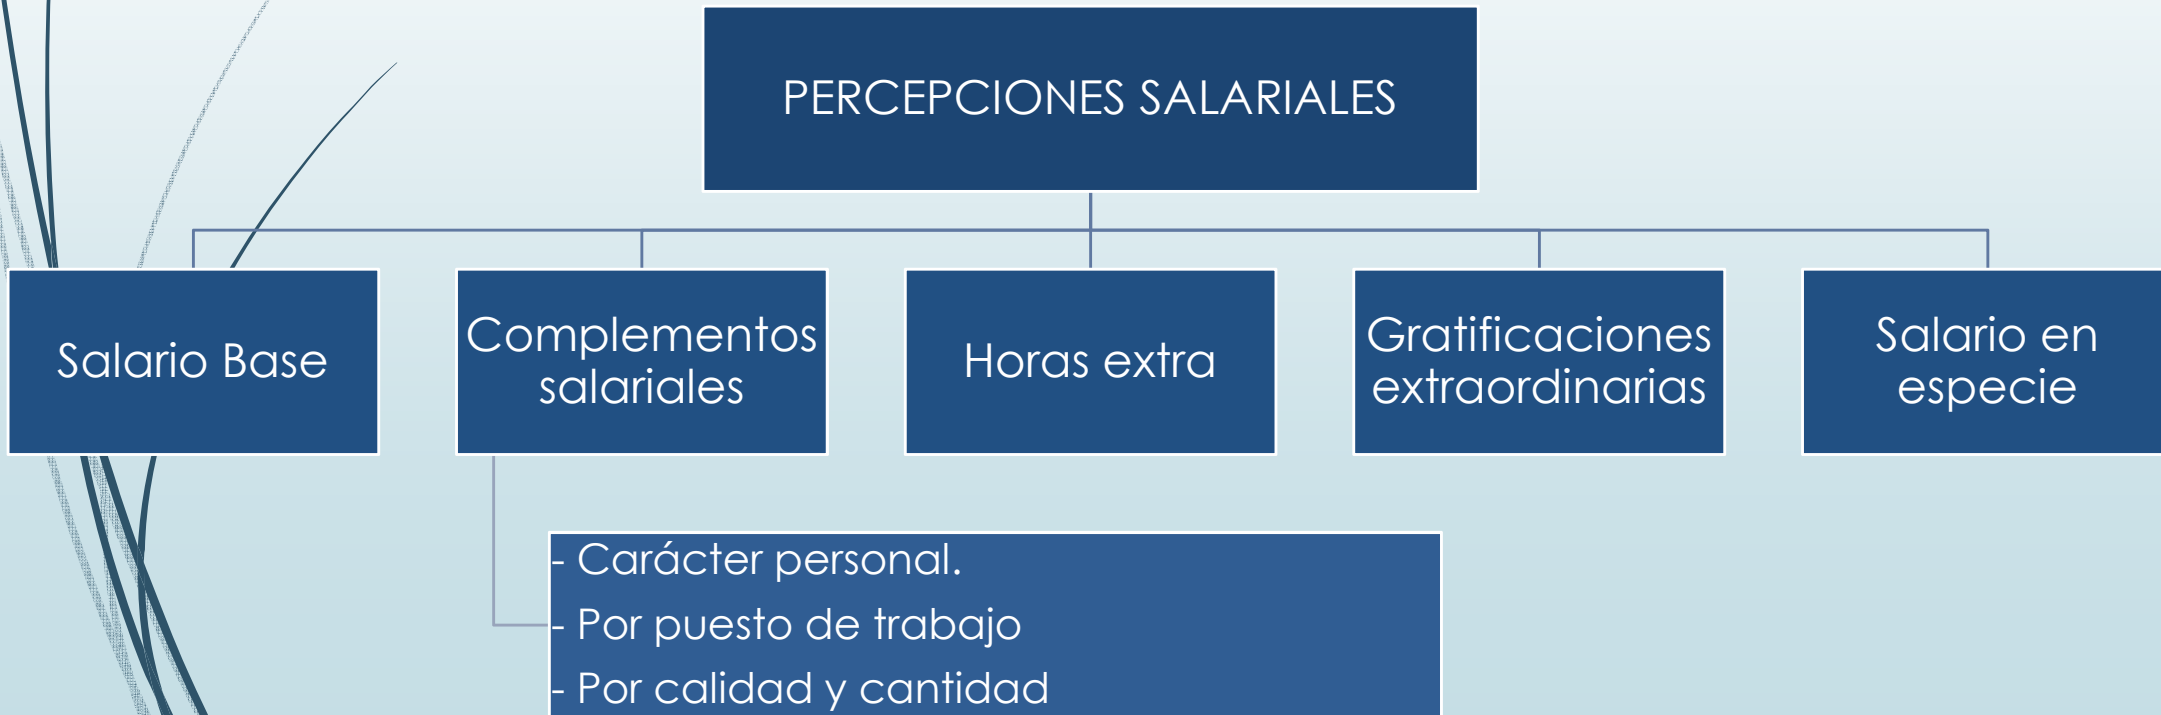 PERCEPCIONES SALARIALES
Salario Base
Complementos
salariales
Horas extra
Gratificaciones
extraordinarias
Salario en
especie
- Carácter personal.
- Por puesto de trabajo
- Por calidad y cantidad